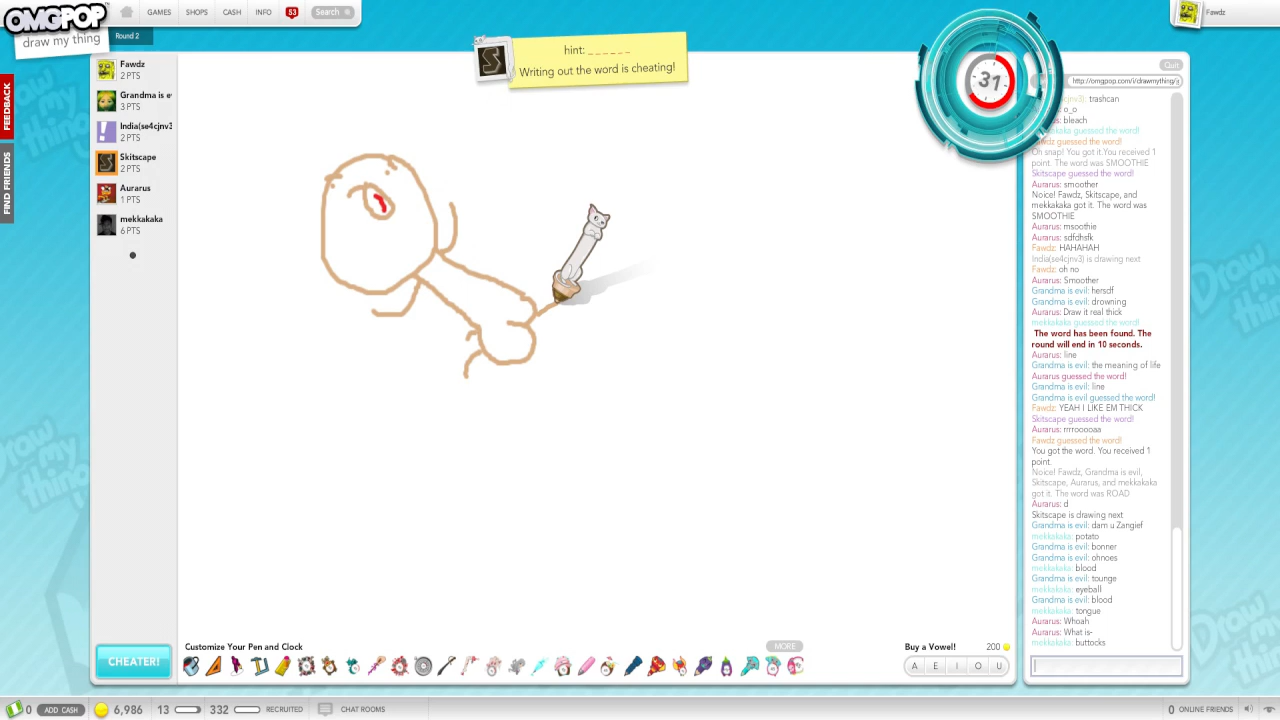 OMGPOP
GAMES SHOPS CASH INFO 53 Search
Fawdz
draw my thing
Round 2
FEEDBACK
FIND FRIENDS
Fawdz
2 PTS
Grandma is e
3 PTS
India(se4cjnv3
2 PTS
Skitscape
2 PTS
Aurarus
1 PTS
mekkakaka
6 PTS
hint: _ _ _ _ _ _
Writing out the word is cheating!
31
Quit
http://omgpop.com/i/drawmything/
cjnv3): trashcan
: o_o
: bleach
kkakaka guessed the word!
Fawdz guessed the word!
Oh snap! You got it.You received 1
point. The word was SMOOTHIE
Skitscape guessed the word!
Aurarus: smoother
Noice! Fawdz, Skitscape, and
mekkakaka got it. The word was
SMOOTHIE
Aurarus: msoothie
Aurarus: sdfdhsfk
Fawdz: HAHAHAH
India(se4cjnv3) is drawing next
Fawdz: oh no
Aurarus: Smoother
Grandma is evil: hersdf
Grandma is evil: drowning
Aurarus: Draw it real thick
mekkakaka guessed the word!
The word has been found. The
round will end in 10 seconds.
Aurarus: line
Grandma is evil: the meaning of life
Aurarus guessed the word!
Grandma is evil: line
Grandma is evil guessed the word!
Fawdz: YEAH I LIKE EM THICK
Skitscape guessed the word!
Aurarus: rrrrooooaa
Fawdz guessed the word!
You got the word. You received 1
point.
Noice! Fawdz, Grandma is evil,
Skitscape, Aurarus, and mekkakaka
got it. The word was ROAD
Aurarus: d
Skitscape is drawing next
Grandma is evil: dam u Zangief
mekkakaka: potato
Grandma is evil: bonner
Grandma is evil: ohnoes
mekkakaka: blood
Grandma is evil: tounge
mekkakaka: eyeball
Grandma is evil: blood
mekkakaka: tongue
Aurarus: Whoah
Aurarus: What is-
mekkakaka: buttocks
CHEATER!
Customize Your Pen and Clock
MORE
Buy a Vowel! 200
A E I O U
0 ADD CASH 6,986 13 332 RECRUITED CHAT ROOMS
0 ONLINE FRIENDS